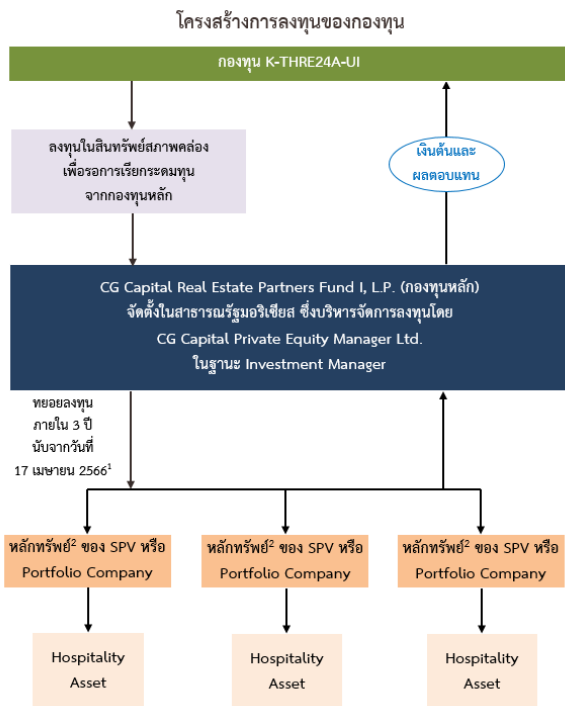 โครงสร้างการลงทุนของกองทุน
กองทุน K-THRE24A-UI
ลงทุนในสินทรัพย์สภาพคล่อง
เพื่อรอการเรียกระดมทุน
จากกองทุนหลัก
เงินต้นและ
ผลตอบแทน
CG Capital Real Estate Partners Fund I, L.P. (กองทุนหลัก)
จัดตั้งในสาธารณรัฐมอริเชียส ซึ่งบริหารจัดการลงทุนโดย
CG Capital Private Equity Manager Ltd.
ในฐานะ Investment Manager
ทยอยลงทุน
ภายใน 3 ปี
นับจากวันที่
17 เมษายน 2566¹
หลักทรัพย์² ของ SPV หรือ
Portfolio Company
หลักทรัพย์² ของ SPV หรือ
Portfolio Company
หลักทรัพย์² ของ SPV หรือ
Portfolio Company
Hospitality
Asset
Hospitality
Asset
Hospitality
Asset